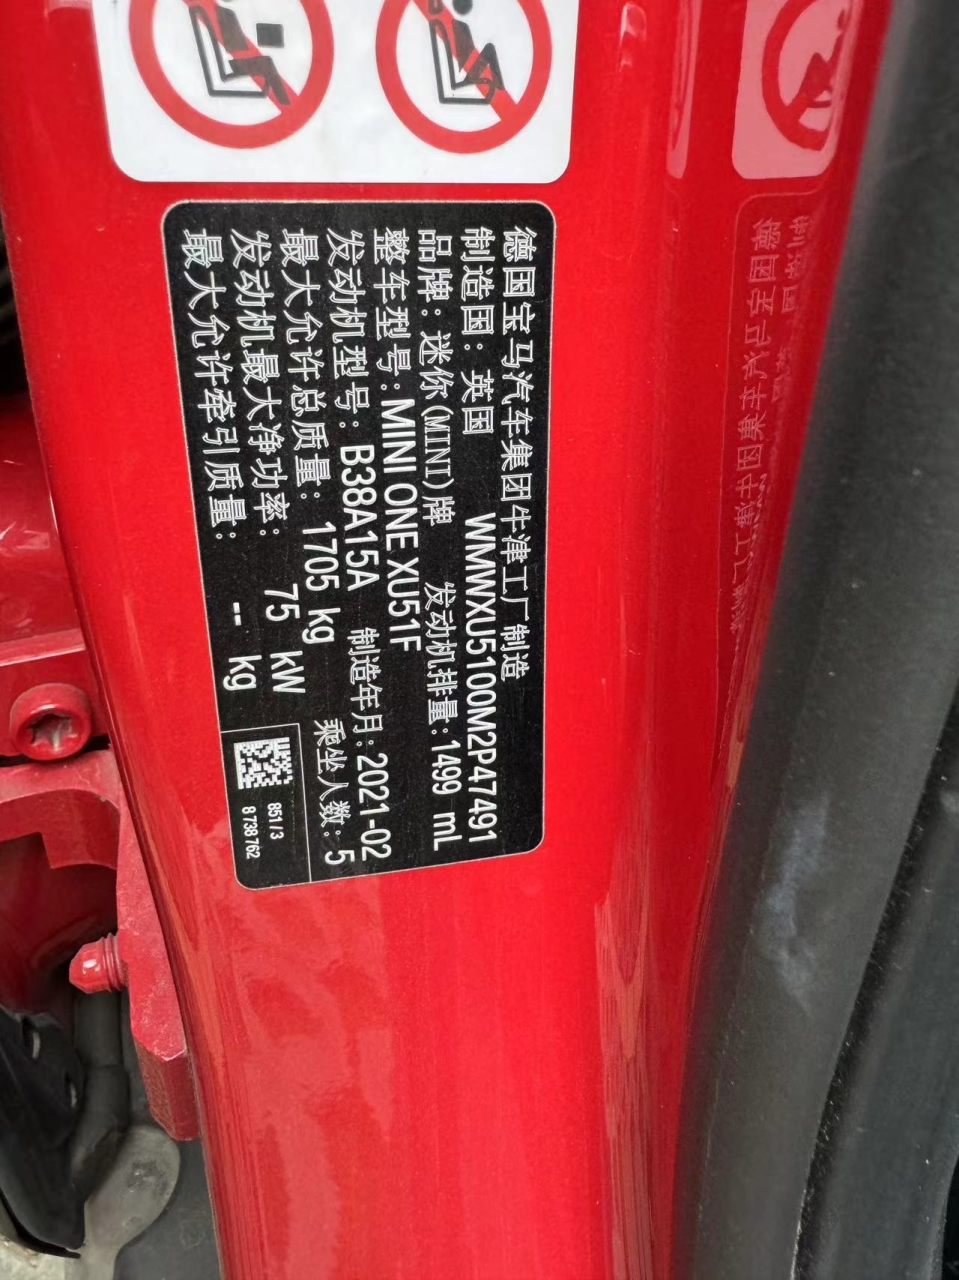 德国宝马汽车集团牛津工厂制造
制造国: 英国 WMWXU5100M2P47491
品牌: 迷你(MINI)牌 发动机排量: 1499 mL
整车型号: MINI ONE XU51F
发动机型号: B38A15A 制造年月: 2021-02
最大允许总质量: 1705 kg 乘坐人数: 5
发动机最大净功率: 75 kW
最大允许牵引质量: -- kg
851/3
8 738 762